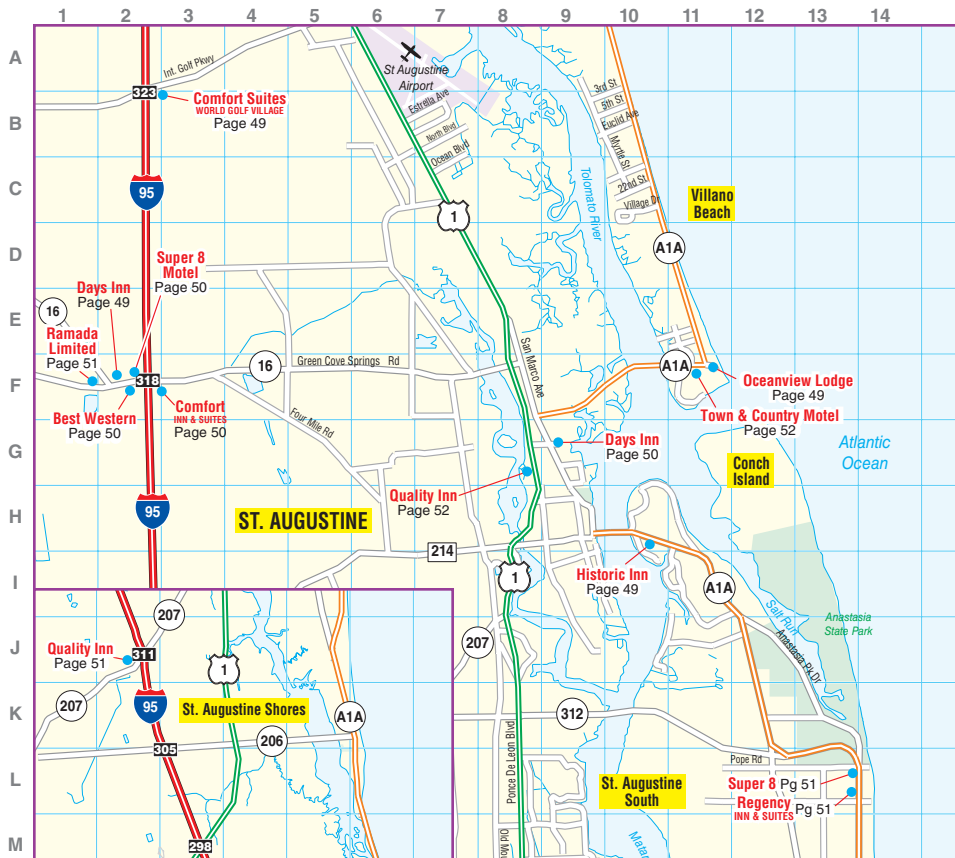 1 2 3 4 5 6 7 8 9 10 11 12 13 14
A
B
C
D
E
F
G
H
I
J
K
L
M
Int. Golf Pkwy
323
Comfort Suites
WORLD GOLF VILLAGE
Page 49
St Augustine
Airport
Estrella Ave
North Blvd
Ocean Blvd
3rd St
5th St
Euclid Ave
Myrtle St
22nd St
Village Dr
Villano
Beach
Tolomato River
95
1
A1A
Super 8
Motel
Page 50
Days Inn
Page 49
16
Ramada
Limited
Page 51
318
Best Western
Page 50
Comfort
INN & SUITES
Page 50
16
Green Cove Springs Rd
Four Mile Rd
San Marco Ave
A1A
Oceanview Lodge
Page 49
Town & Country Motel
Page 52
Days Inn
Page 50
Conch
Island
Atlantic
Ocean
Quality Inn
Page 52
95
ST. AUGUSTINE
214
1
Historic Inn
Page 49
A1A
Salt Run
Anastasia
State Park
Anastasia Pk Dr
207
Quality Inn
Page 51
311
1
207
207
95
St. Augustine Shores
A1A
305
206
298
312
Ponce De Leon Blvd
Pope Rd
St. Augustine
South
Super 8 Pg 51
Regency
INN & SUITES
Pg 51